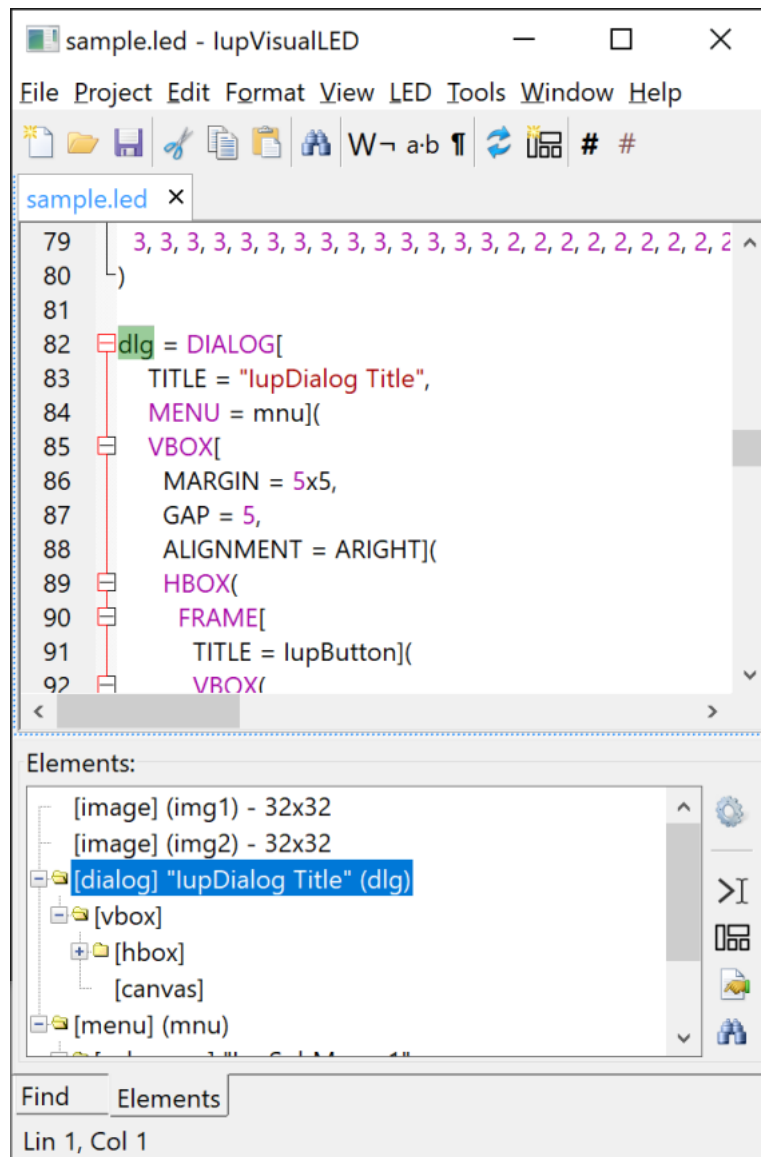 sample.led - IupVisualLED
File Project Edit Format View LED Tools Window Help
W¬ a·b ¶ # #
sample.led ×
79 3, 3, 3, 3, 3, 3, 3, 3, 3, 3, 3, 3, 3, 3, 2, 2, 2, 2, 2, 2, 2, 2, 2
80 )
81
82 dlg = DIALOG[
83 TITLE = "IupDialog Title",
84 MENU = mnu](
85 VBOX[
86 MARGIN = 5x5,
87 GAP = 5,
88 ALIGNMENT = ARIGHT](
89 HBOX(
90 FRAME[
91 TITLE = IupButton](
92 VBOX(
Elements:
[image] (img1) - 32x32
[image] (img2) - 32x32
[dialog] "IupDialog Title" (dlg)
[vbox]
[hbox]
[canvas]
[menu] (mnu)
Find Elements
Lin 1, Col 1